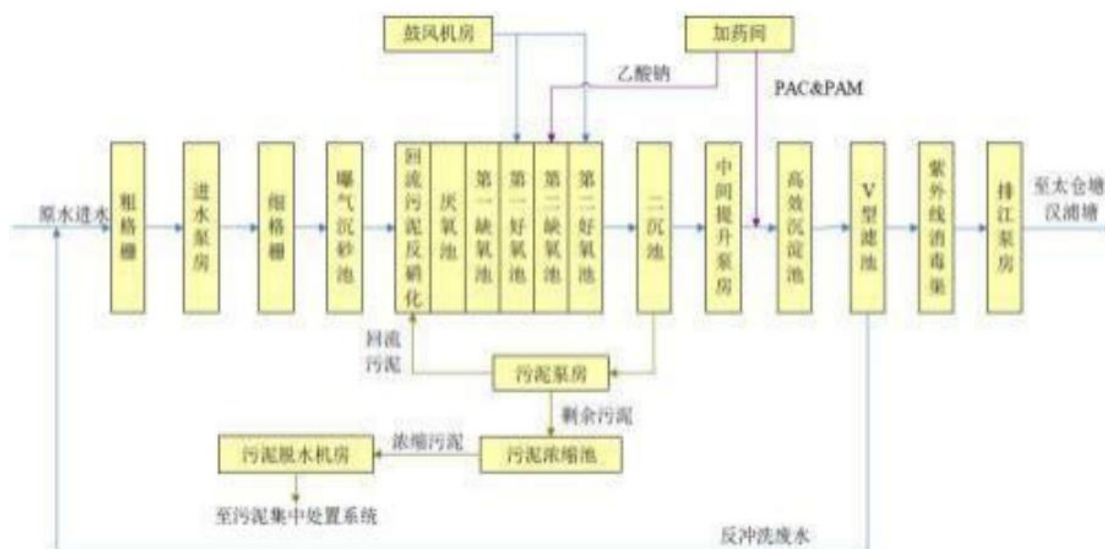 鼓风机房
加药间
乙酸钠
PAC&PAM
原水进水
粗格栅
进水泵房
细格栅
曝气沉砂池
回流污泥反硝化
厌氧池
第一缺氧池
第一好氧池
第二缺氧池
第二好氧池
二沉池
中间提升泵房
高效沉淀池
V型滤池
紫外线消毒渠
排江泵房
至太仓塘
汉浦塘
回流
污泥
污泥泵房
剩余污泥
浓缩污泥
污泥脱水机房
污泥浓缩池
至污泥集中处置系统
反冲洗废水